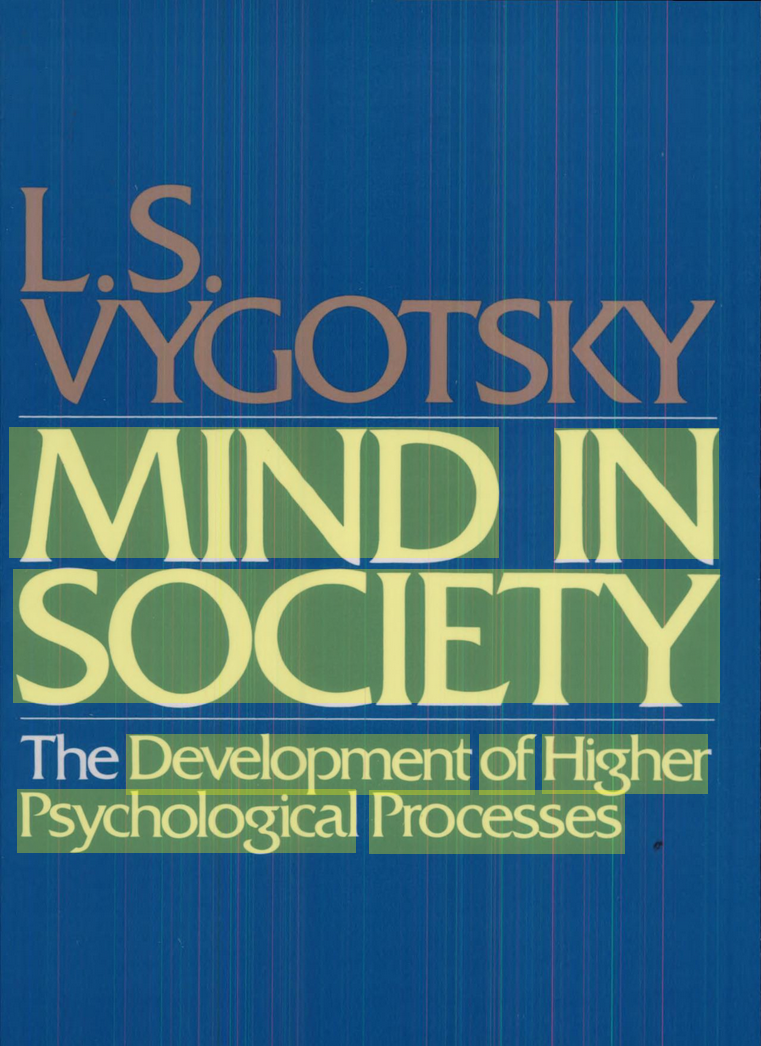 L.S.
VYGOTSKY
MIND IN
SOCIETY
The Development of Higher
Psychological Processes